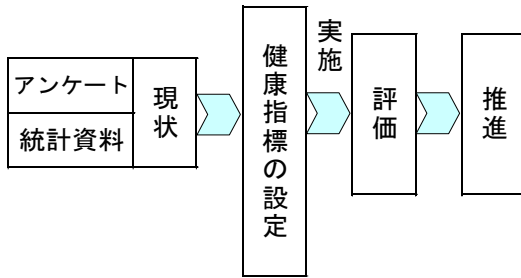 アンケート
統計資料
現状
健康指標の設定
実施
評価
推進